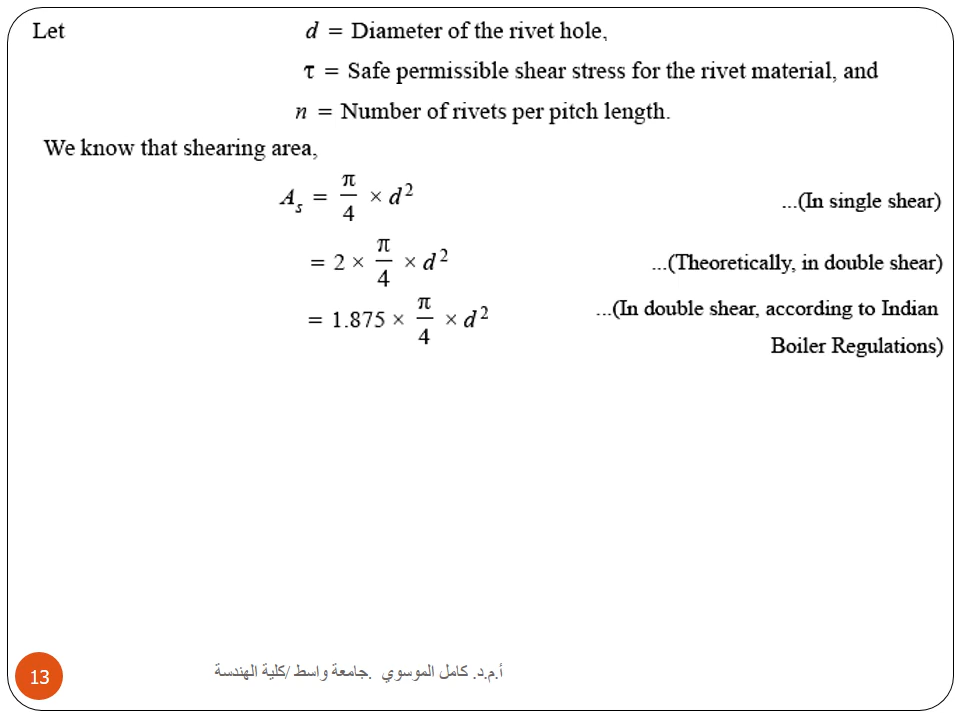 Let d = Diameter of the rivet hole,
τ = Safe permissible shear stress for the rivet material, and
n = Number of rivets per pitch length.
We know that shearing area,
Aₛ = π/4 × d² ...(In single shear)
= 2 × π/4 × d² ...(Theoretically, in double shear)
= 1.875 × π/4 × d² ...(In double shear, according to Indian
Boiler Regulations)
13
أ.م.د. كامل الموسوي .جامعة واسط /كلية الهندسة